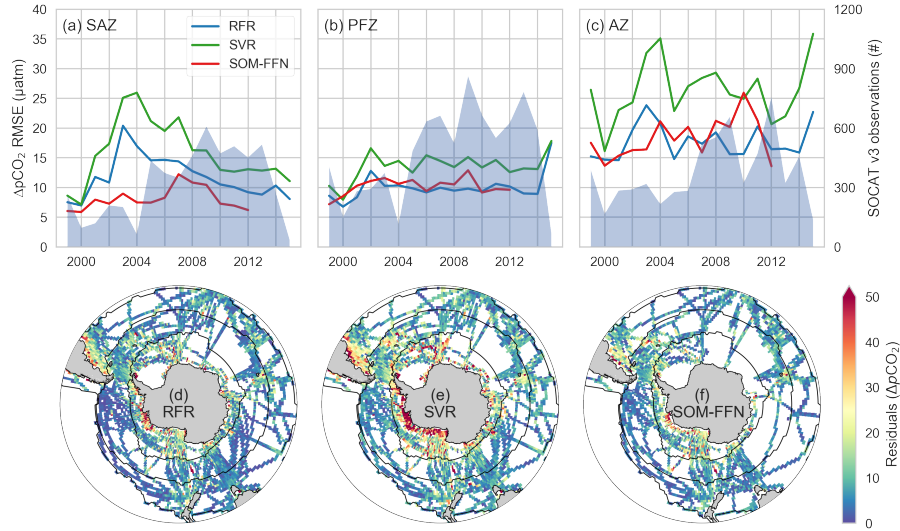 (a) SAZ
RFR
SVR
SOM-FFN
(b) PFZ
(c) AZ
ΔpCO₂ RMSE (µatm)
40
35
30
25
20
15
10
5
0
2000 2004 2008 2012
2000 2004 2008 2012
2000 2004 2008 2012
1200
900
600
300
0
SOCAT v3 observations (#)
(d)
RFR
(e)
SVR
(f)
SOM-FFN
50
40
30
20
10
0
Residuals (ΔpCO₂)